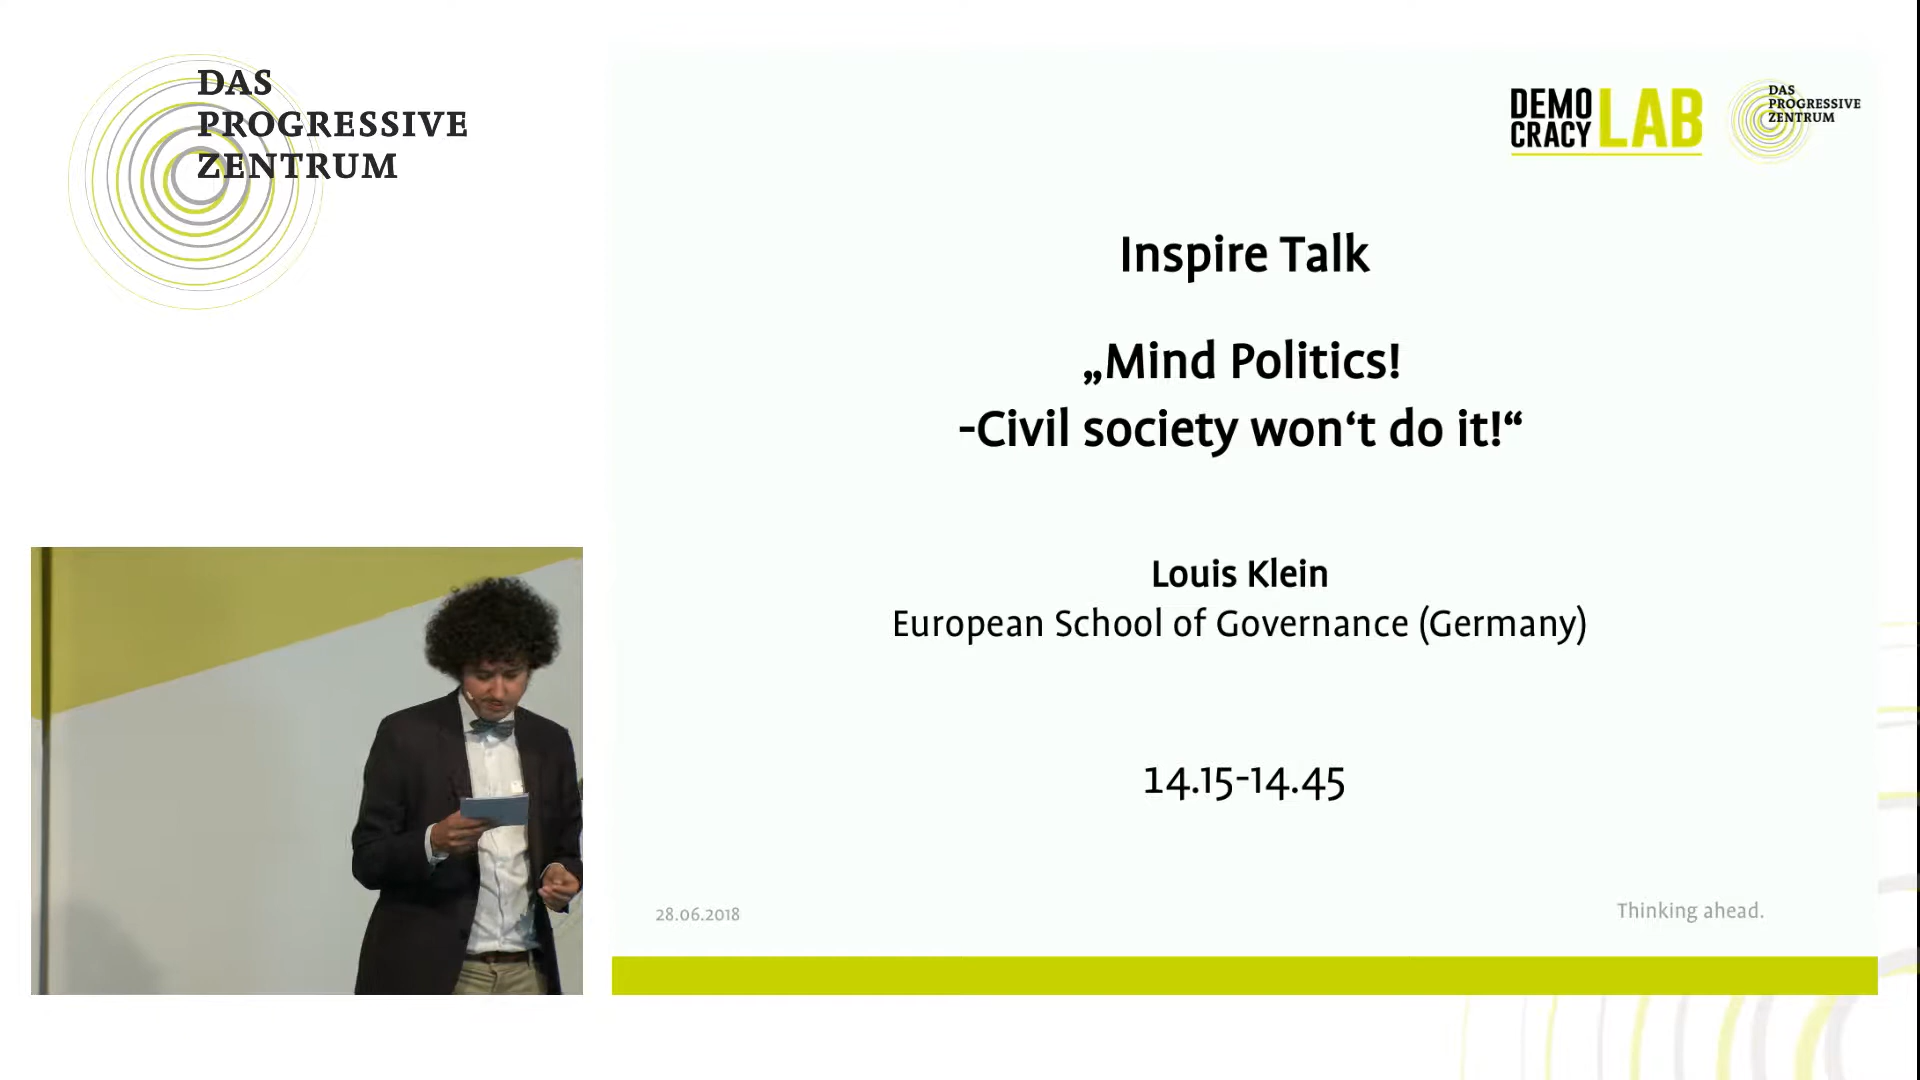 DAS
PROGRESSIVE
ZENTRUM
DEMO
CRACY LAB
DAS
PROGRESSIVE
ZENTRUM
Inspire Talk
„Mind Politics!
-Civil society won‘t do it!“
Louis Klein
European School of Governance (Germany)
14.15-14.45
28.06.2018
Thinking ahead.